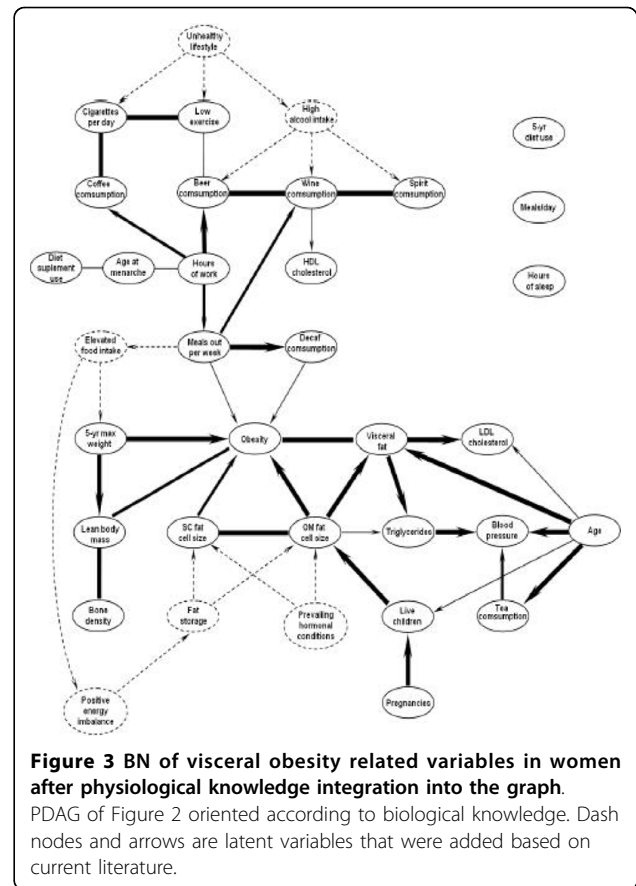 Unhealthy
lifestyle
Cigarettes
per day
Low
exercise
High
alcool intake
5-yr
diet use
Coffee
comsumption
Beer
comsumption
Wine
comsumption
Spirit
comsumption
Meals/day
Diet
suplement
use
Age at
menarche
Hours
of work
HDL
cholesterol
Hours
of sleep
Elevated
food intake
Meals out
per week
Decaf
comsumption
5-yr max
weight
Obesity
Visceral
fat
LDL
cholesterol
Lean body
mass
SC fat
cell size
OM fat
cell size
Triglycerides
Blood
pressure
Age
Bone
density
Fat
storage
Prevailing
hormonal
conditions
Live
children
Tea
comsumption
Positive
energy
imbalance
Pregnancies
Figure 3 BN of visceral obesity related variables in women
after physiological knowledge integration into the graph.
PDAG of Figure 2 oriented according to biological knowledge. Dash
nodes and arrows are latent variables that were added based on
current literature.